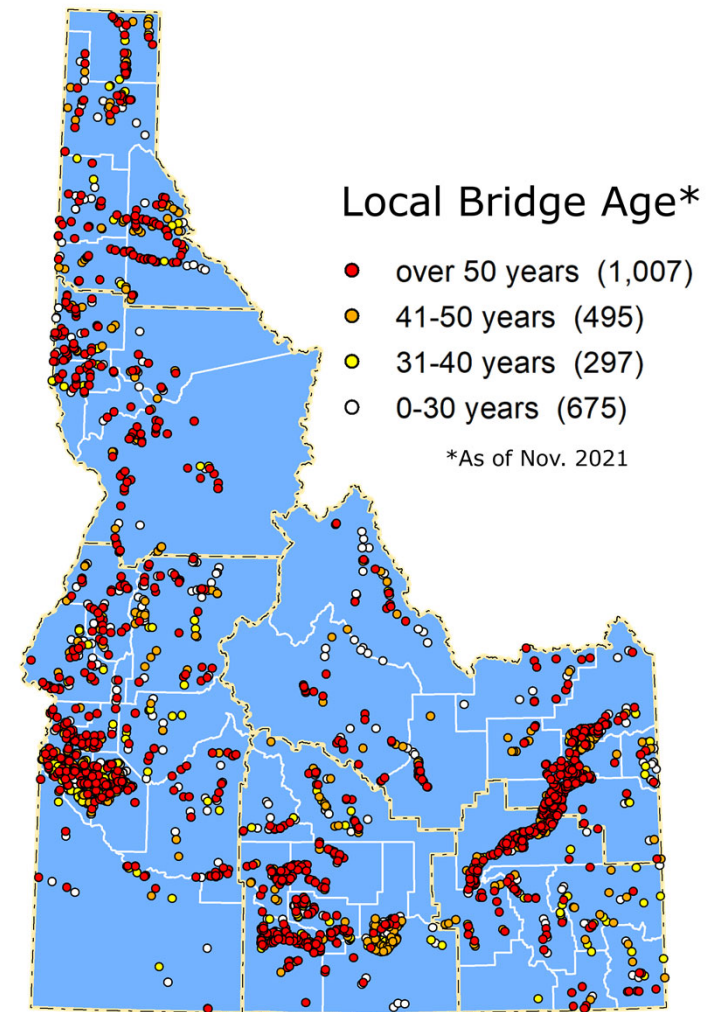 Local Bridge Age*
over 50 years (1,007)
41-50 years (495)
31-40 years (297)
0-30 years (675)
*As of Nov. 2021